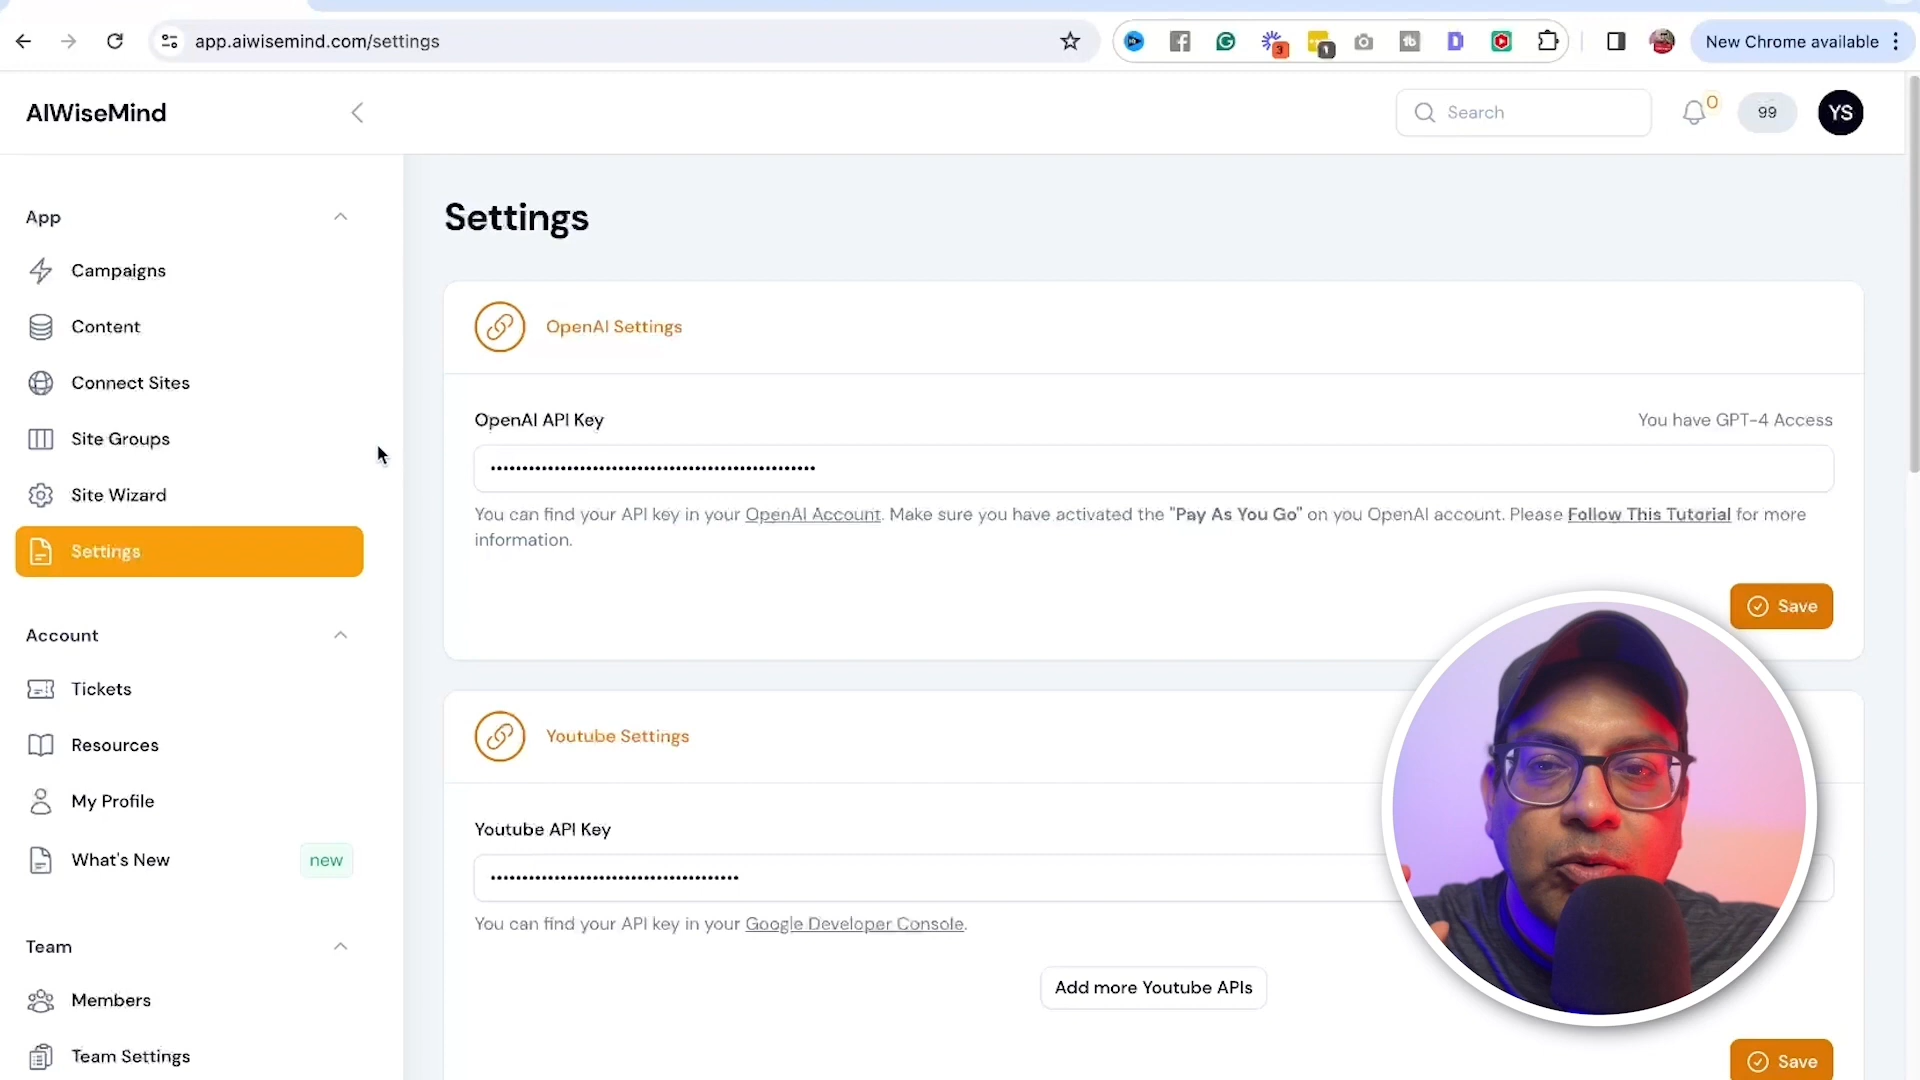 app.aiwisemind.com/settings
3
1
New Chrome available
AIWiseMind
Search
0
99
YS
App
Campaigns
Content
Connect Sites
Site Groups
Site Wizard
Settings
Account
Tickets
Resources
My Profile
What's New
new
Team
Members
Team Settings
Settings
OpenAI Settings
OpenAI API Key
You have GPT-4 Access
You can find your API key in your OpenAI Account. Make sure you have activated the "Pay As You Go" on you OpenAI account. Please Follow This Tutorial for more
information.
Save
Youtube Settings
Youtube API Key
You can find your API key in your Google Developer Console.
Add more Youtube APIs
Save